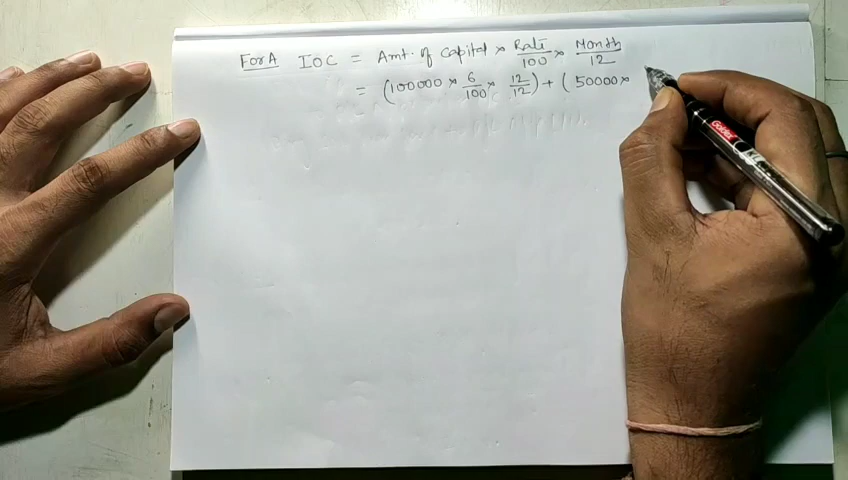 For A IOC = Amt. of Capital × Rate/100 × Month/12
= (100000 × 6/100 × 12/12) + ( 50000 ×